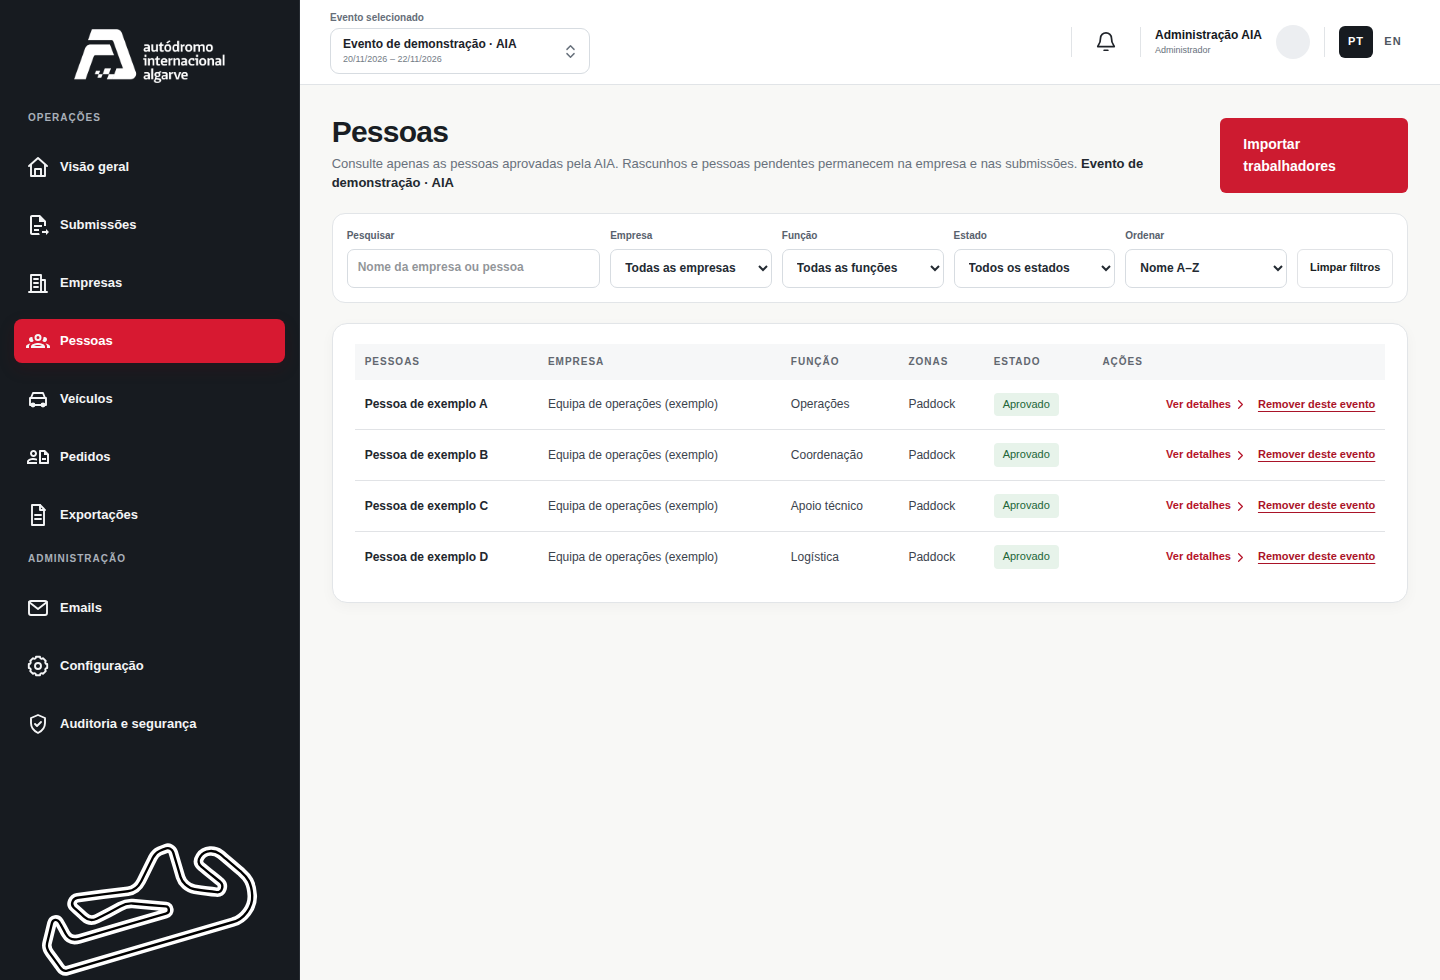 autódromo
internacional
algarve
OPERAÇÕES
Visão geral
Submissões
Empresas
Pessoas
Veículos
Pedidos
Exportações
ADMINISTRAÇÃO
Emails
Configuração
Auditoria e segurança
Evento selecionado
Evento de demonstração · AIA
20/11/2026 – 22/11/2026
Administração AIA
Administrador
PT EN
Pessoas
Consulte apenas as pessoas aprovadas pela AIA. Rascunhos e pessoas pendentes permanecem na empresa e nas submissões. Evento de
demonstração · AIA
Importar
trabalhadores
Pesquisar Empresa Função Estado Ordenar
Nome da empresa ou pessoa Todas as empresas Todas as funções Todos os estados Nome A–Z Limpar filtros
PESSOAS EMPRESA FUNÇÃO ZONAS ESTADO AÇÕES
Pessoa de exemplo A Equipa de operações (exemplo) Operações Paddock Aprovado Ver detalhes Remover deste evento
Pessoa de exemplo B Equipa de operações (exemplo) Coordenação Paddock Aprovado Ver detalhes Remover deste evento
Pessoa de exemplo C Equipa de operações (exemplo) Apoio técnico Paddock Aprovado Ver detalhes Remover deste evento
Pessoa de exemplo D Equipa de operações (exemplo) Logística Paddock Aprovado Ver detalhes Remover deste evento